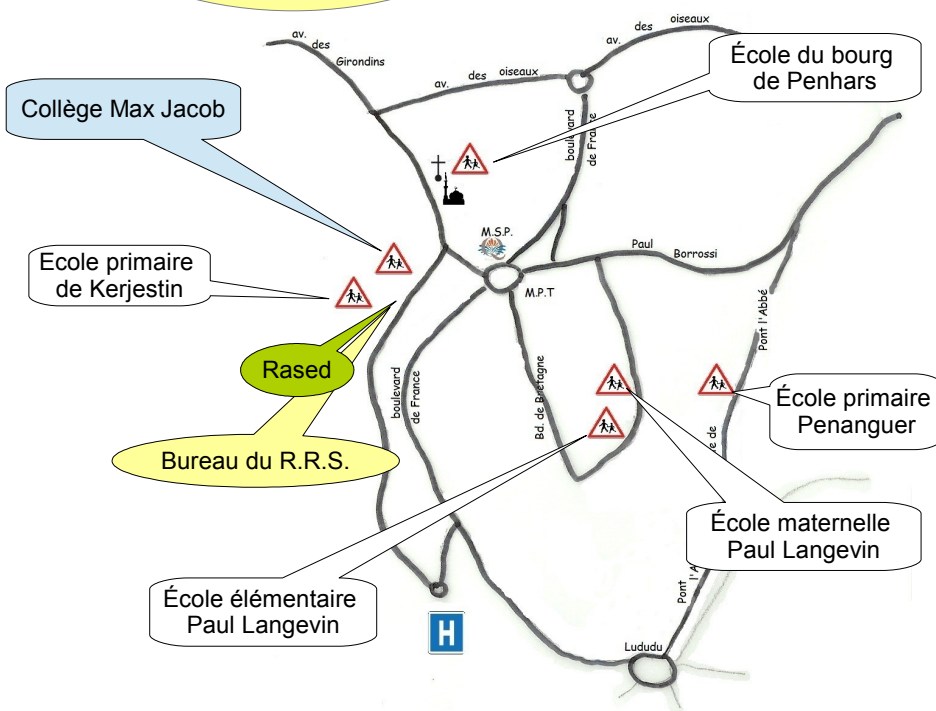 av.
des
Girondins
av. des oiseaux
av. des oiseaux
École du bourg
de Penhars
Collège Max Jacob
boulevard
de France
M.S.P.
Paul Borrossi
Ecole primaire
de Kerjestin
M.P.T
Pont l'Abbé
Rased
boulevard
de France
Bd. de Bretagne
École primaire
Penanguer
de
Bureau du R.R.S.
École maternelle
Paul Langevin
Pont
École élémentaire
Paul Langevin
H
Lududu